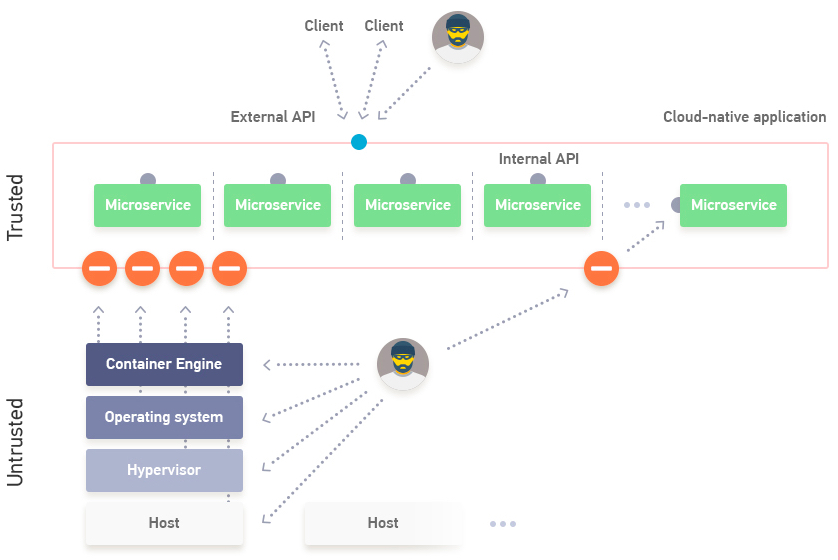 Client
Client
External API
Cloud-native application
Internal API
Trusted
Microservice
Microservice
Microservice
Microservice
Microservice
Untrusted
Container Engine
Operating system
Hypervisor
Host
Host